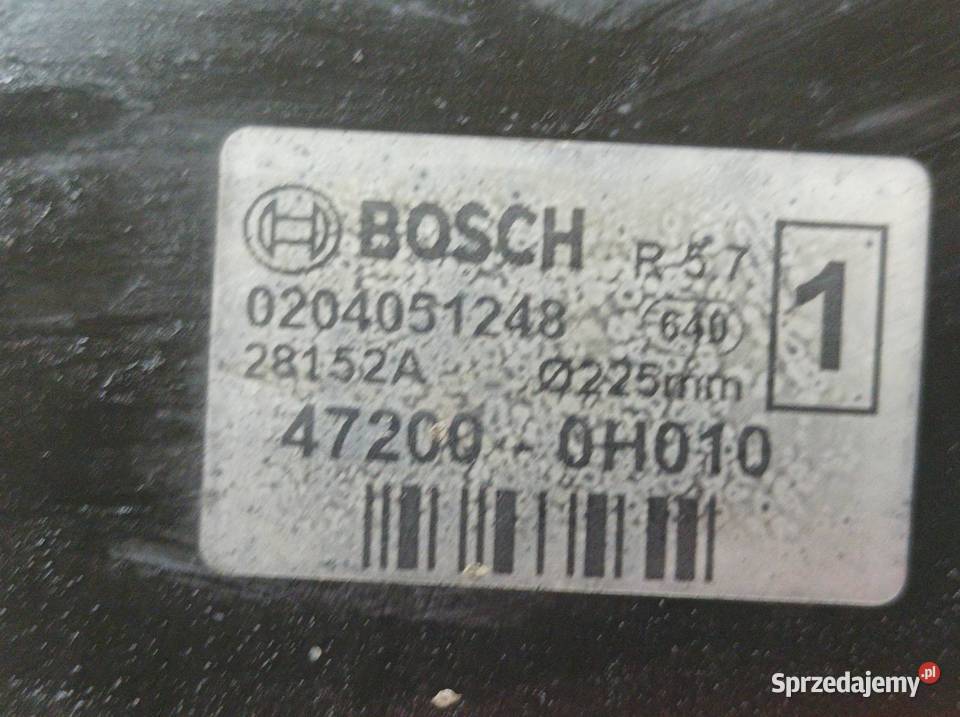 BOSCH
R 5.7
1
0204051248
640
28152A
Ø225mm
47200-0H010
Sprzedajemy.pl